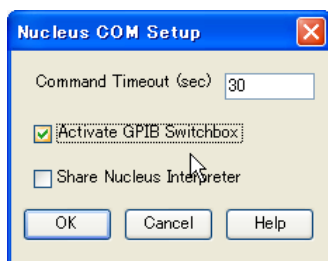 Nucleus COM Setup
Command Timeout (sec) 30
Activate GPIB Switchbox
Share Nucleus Interpreter
OK Cancel Help